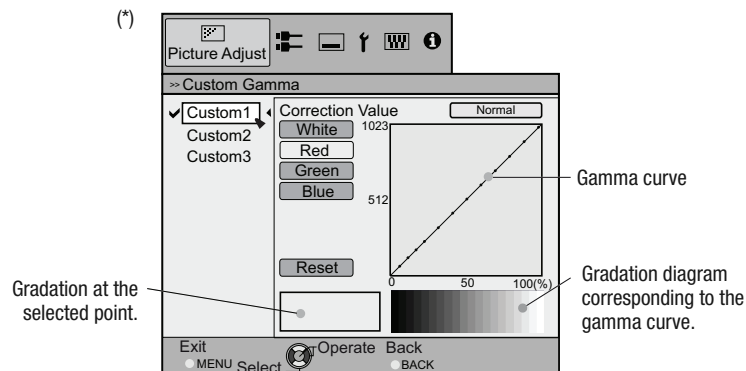 (*)
Picture Adjust
>> Custom Gamma
Custom1
Custom2
Custom3
Correction Value
Normal
White
Red
Green
Blue
Reset
1023
512
0 50 100(%)
Gamma curve
Gradation at the
selected point.
Gradation diagram
corresponding to the
gamma curve.
Exit
MENU
Select
Operate
Back
BACK